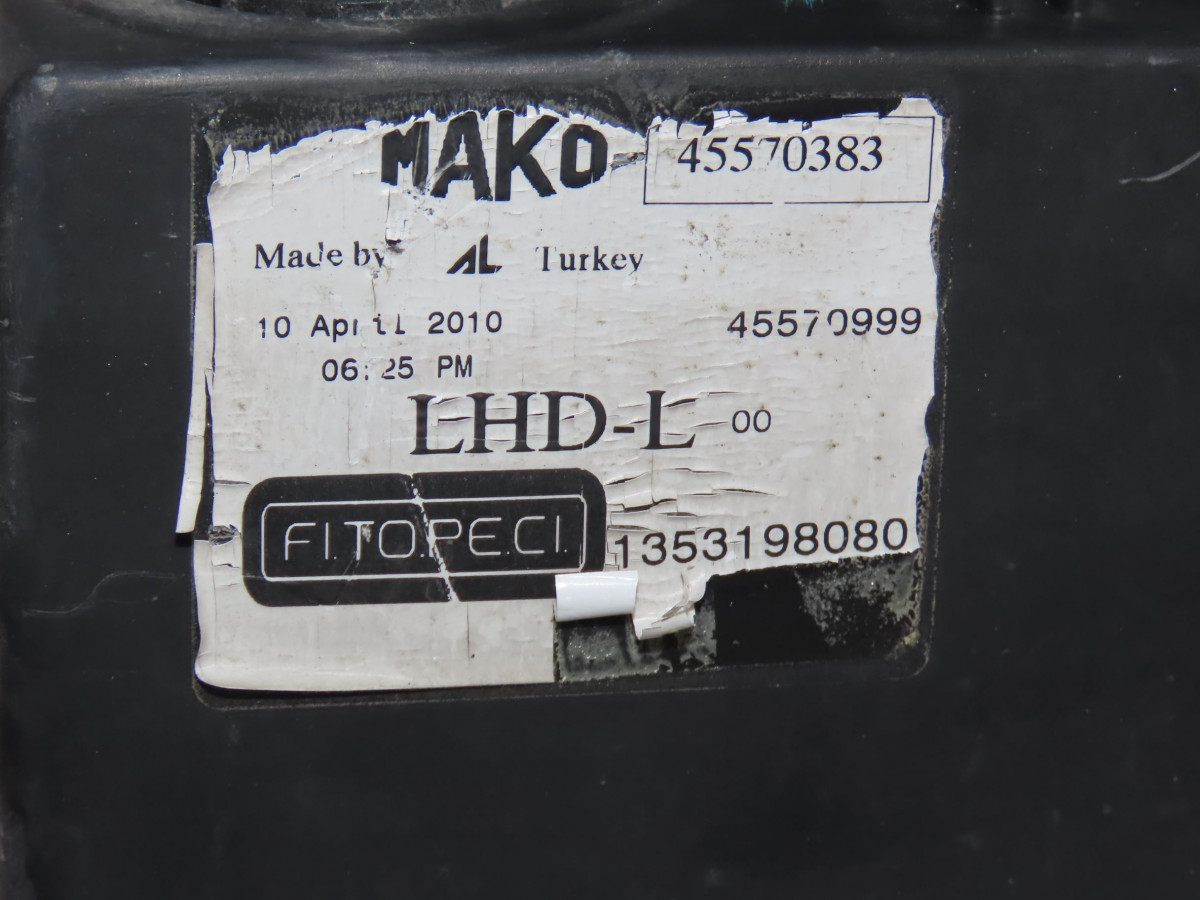 MAKO 45570383
Made by AL Turkey
10 April 2010 45570999
06:25 PM
LHD-L 00
FI.TO.PE.CI. 1353198080